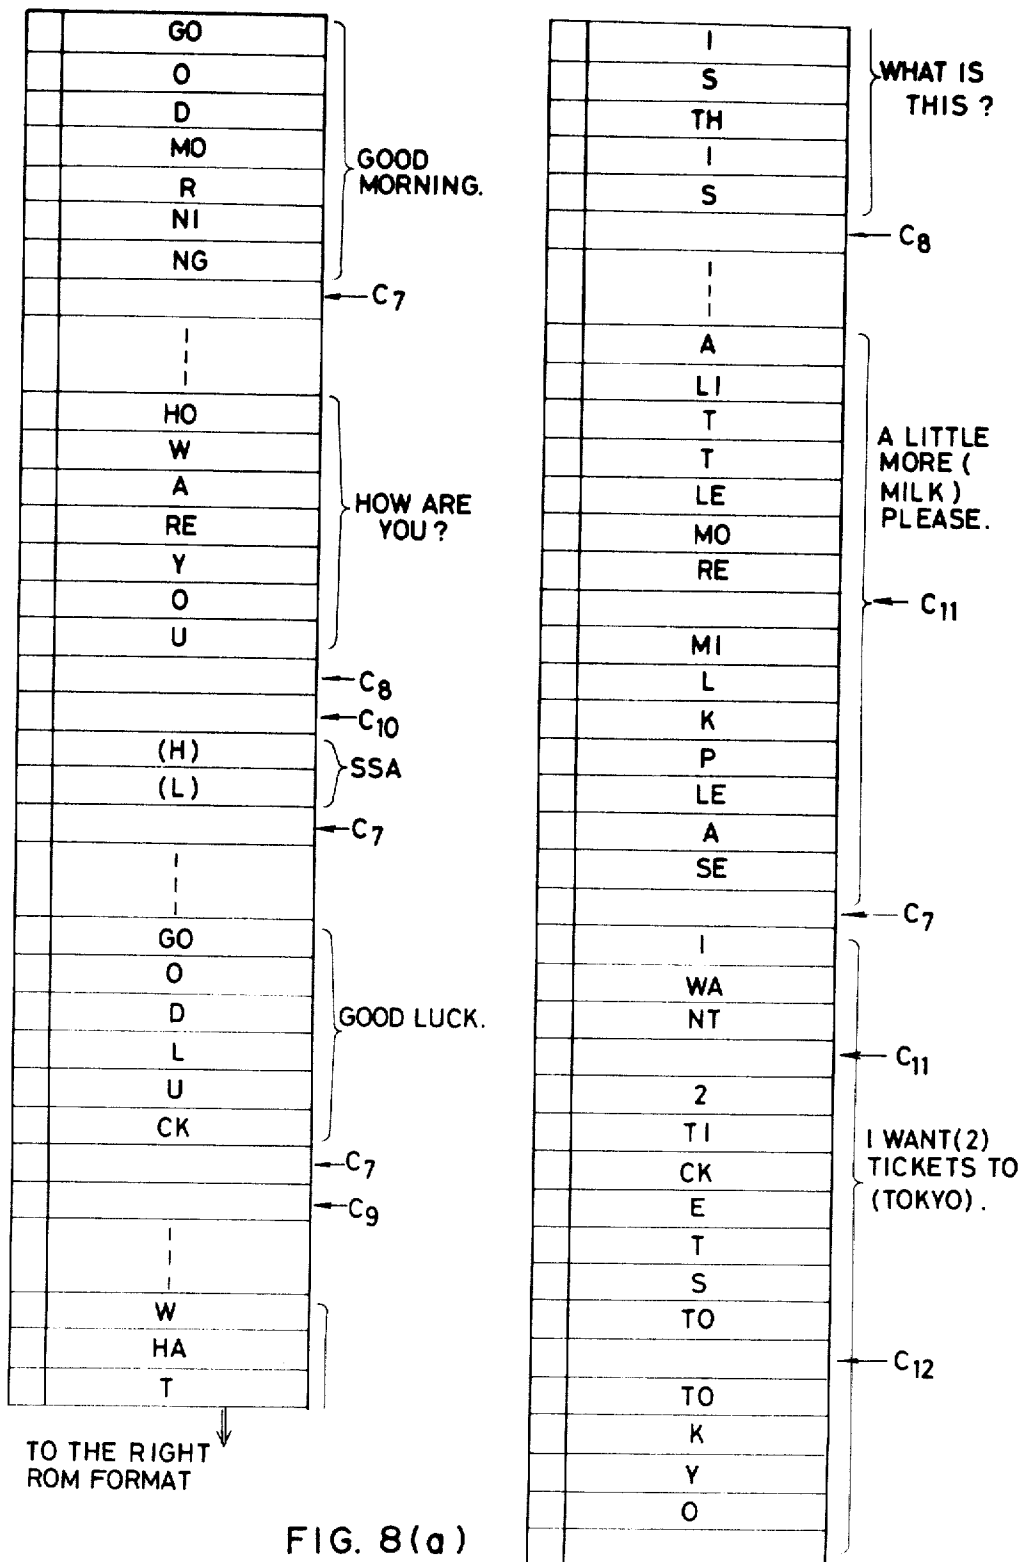 GO
O
D
MO
R
NI
NG
GOOD
MORNING.
C7
HO
W
A
RE
Y
O
U
HOW ARE
YOU?
C8
C10
(H)
(L)
SSA
C7
GO
O
D
L
U
CK
GOOD LUCK.
C7
C9
W
HA
T
TO THE RIGHT
ROM FORMAT
I
S
TH
I
S
WHAT IS
THIS?
C8
A
LI
T
T
LE
MO
RE
C11
MI
L
K
P
LE
A
SE
A LITTLE
MORE (
MILK)
PLEASE.
C7
I
WA
NT
C11
2
TI
CK
E
T
S
TO
C12
TO
K
Y
O
I WANT(2)
TICKETS TO
(TOKYO).
FIG. 8(a)